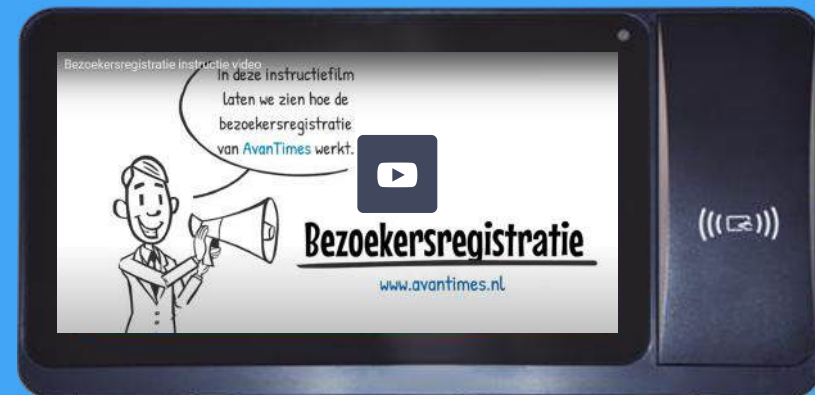 Bezoekersregistratie instructie video
In deze instructiefilm
laten we zien hoe de
bezoekersregistratie
van AvanTimes werkt.
Bezoekersregistratie
www.avantimes.nl